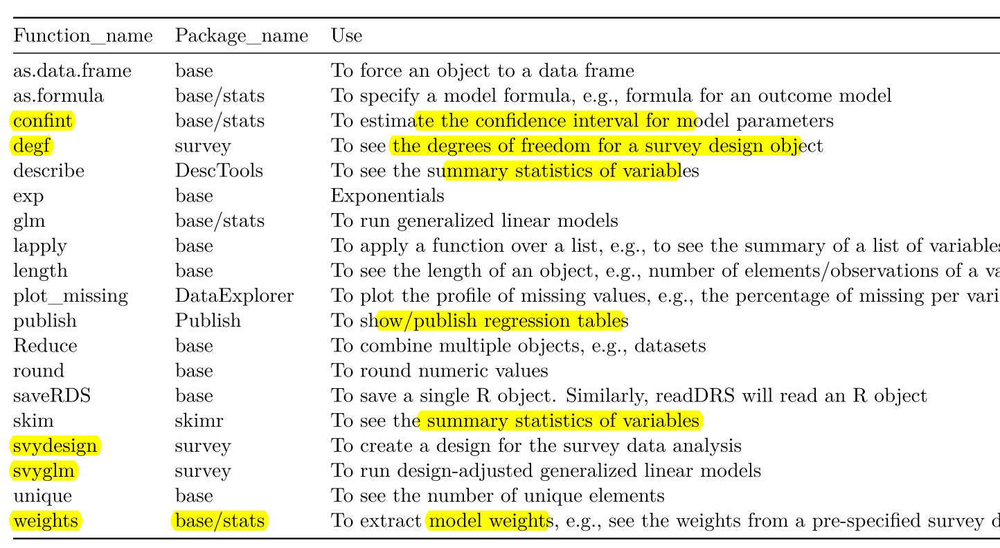 Function_name Package_name Use
as.data.frame base To force an object to a data frame
as.formula base/stats To specify a model formula, e.g., formula for an outcome model
confint base/stats To estimate the confidence interval for model parameters
degf survey To see the degrees of freedom for a survey design object
describe DescTools To see the summary statistics of variables
exp base Exponentials
glm base/stats To run generalized linear models
lapply base To apply a function over a list, e.g., to see the summary of a list of variables
length base To see the length of an object, e.g., number of elements/observations of a va
plot_missing DataExplorer To plot the profile of missing values, e.g., the percentage of missing per vari
publish Publish To show/publish regression tables
Reduce base To combine multiple objects, e.g., datasets
round base To round numeric values
saveRDS base To save a single R object. Similarly, readDRS will read an R object
skim skimr To see the summary statistics of variables
svydesign survey To create a design for the survey data analysis
svyglm survey To run design-adjusted generalized linear models
unique base To see the number of unique elements
weights base/stats To extract model weights, e.g., see the weights from a pre-specified survey d